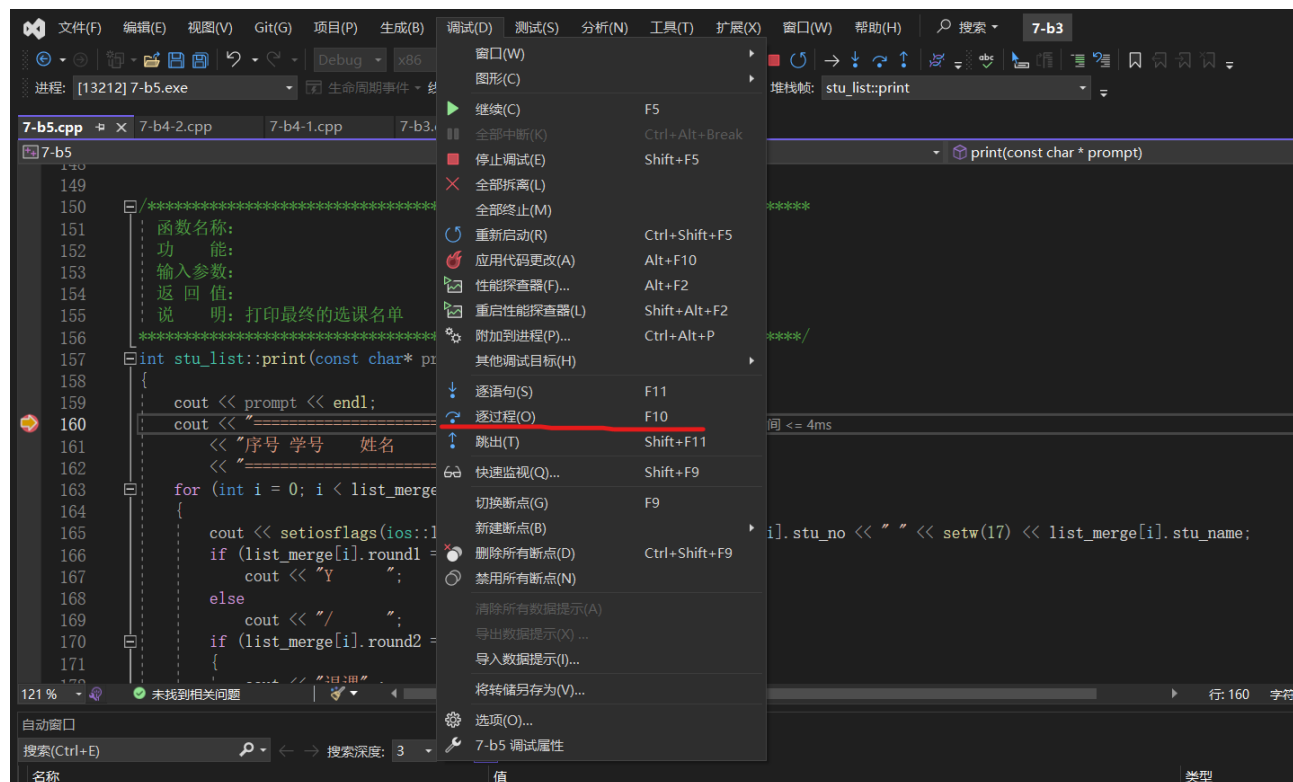 文件(F) 编辑(E) 视图(V) Git(G) 项目(P) 生成(B) 调试(D) 测试(S) 分析(N) 工具(T) 扩展(X) 窗口(W) 帮助(H) 搜索 7-b3
Debug x86
进程: [13212] 7-b5.exe 生命周期事件 堆栈帧: stu_list::print
7-b5.cpp 7-b4-2.cpp 7-b4-1.cpp 7-b3.
7-b5 print(const char * prompt)
窗口(W)
图形(C)
继续(C) F5
全部中断(K) Ctrl+Alt+Break
停止调试(E) Shift+F5
全部拆离(L)
全部终止(M)
重新启动(R) Ctrl+Shift+F5
应用代码更改(A) Alt+F10
性能探查器(F)... Alt+F2
重启性能探查器(L) Shift+Alt+F2
附加到进程(P)... Ctrl+Alt+P
其他调试目标(H)
逐语句(S) F11
逐过程(O) F10
跳出(T) Shift+F11
快速监视(Q)... Shift+F9
切换断点(G) F9
新建断点(B)
删除所有断点(D) Ctrl+Shift+F9
禁用所有断点(N)
清除所有数据提示(A)
导出数据提示(X) ...
导入数据提示(I)...
将转储另存为(V)...
选项(O)...
7-b5 调试属性
149
150 /**********************************
151 函数名称:
152 功 能:
153 输入参数:
154 返 回 值:
155 说 明: 打印最终的选课名单
156 ***********************************/
157 int stu_list::print(const char* pr
158 {
159 cout << prompt << endl;
160 cout << "====================== <= 4ms
161 << "序号 学号 姓名
162 << "======================
163 for (int i = 0; i < list_merge
164 {
165 cout << setiosflags(ios::l i].stu_no << " " << setw(17) << list_merge[i].stu_name;
166 if (list_merge[i].round1 =
167 cout << "Y ";
168 else
169 cout << "/ ";
170 if (list_merge[i].round2 =
171 {
121 % 未找到相关问题 行: 160 字符
自动窗口
搜索(Ctrl+E) 搜索深度: 3
名称 值 类型